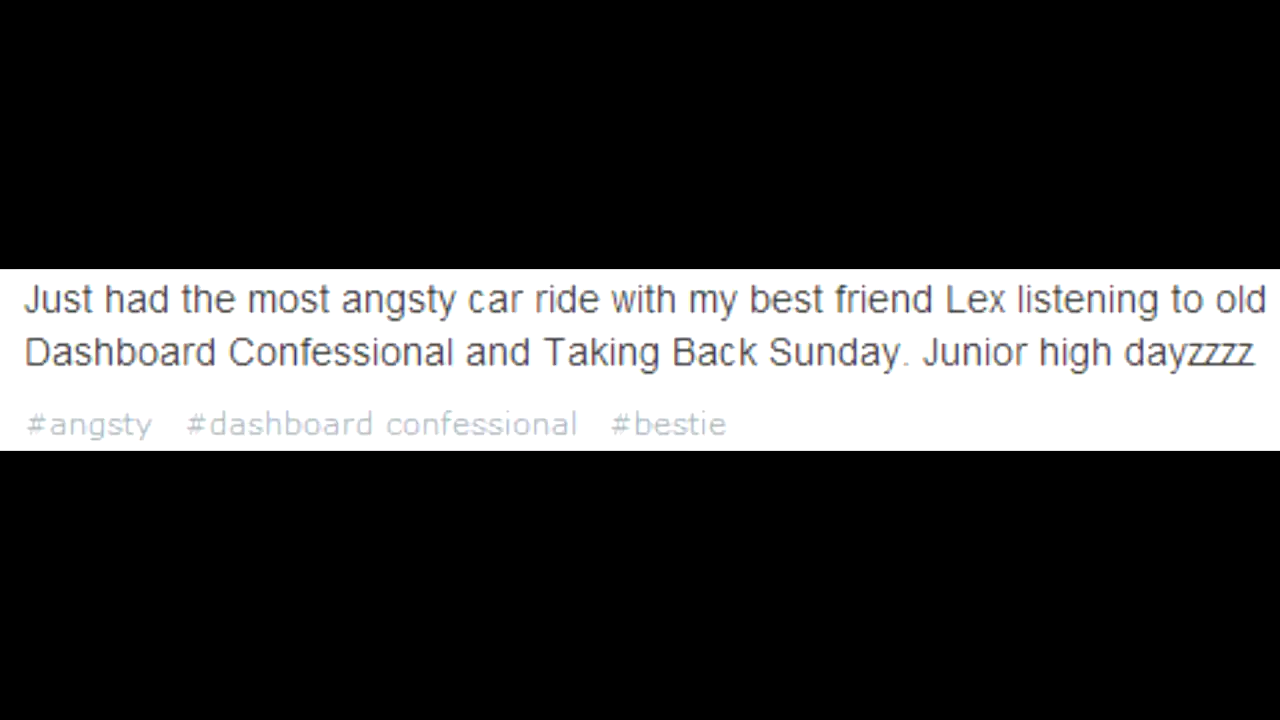 Just had the most angsty car ride with my best friend Lex listening to old
Dashboard Confessional and Taking Back Sunday. Junior high dayzzzz
#angsty #dashboard confessional #bestie